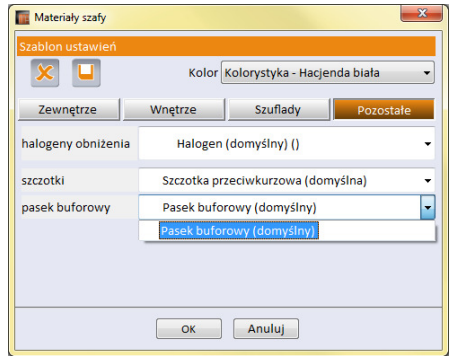 Materiały szafy
Szablon ustawień
Kolor Kolorystyka - Hacjenda biała
Zewnętrze Wnętrze Szuflady Pozostałe
halogeny obniżenia Halogen (domyślny) ()
szczotki Szczotka przeciwkurzowa (domyślna)
pasek buforowy Pasek buforowy (domyślny)
Pasek buforowy (domyślny)
OK Anuluj